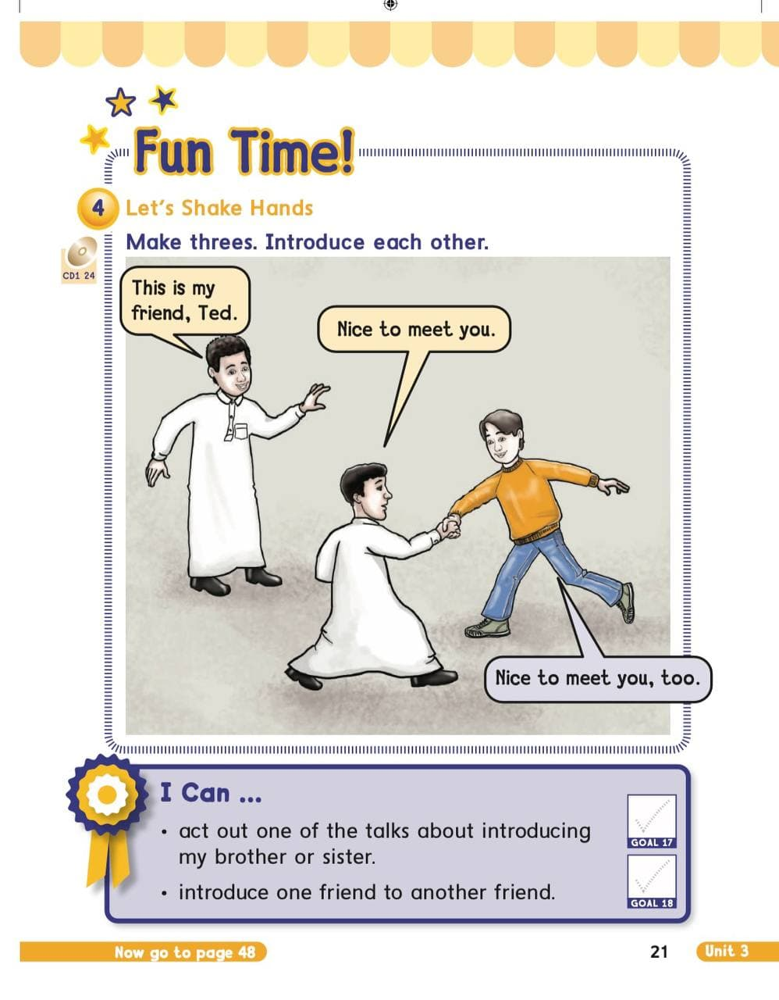 Fun Time!
4
Let's Shake Hands
CD1 24
Make threes. Introduce each other.
This is my
friend, Ted.
Nice to meet you.
Nice to meet you, too.
I Can ...
• act out one of the talks about introducing
my brother or sister.
GOAL 17
• introduce one friend to another friend.
GOAL 18
Now go to page 48
21
Unit 3